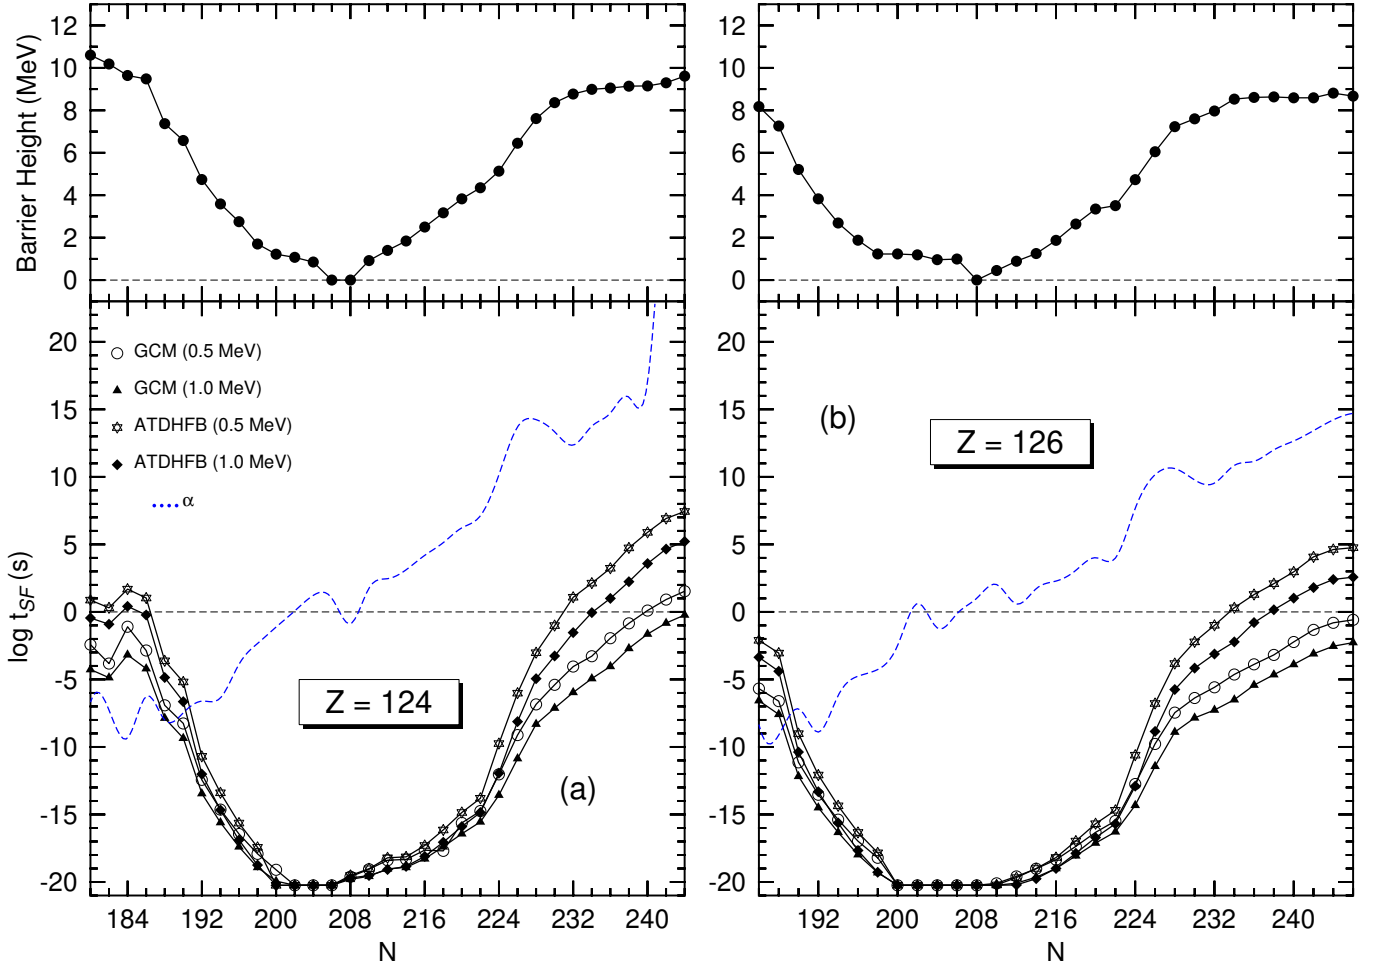 Barrier Height (MeV)
12
10
8
6
4
2
0
12
10
8
6
4
2
0
log t_SF (s)
20
15
10
5
0
-5
-10
-15
-20
GCM (0.5 MeV)
GCM (1.0 MeV)
ATDHFB (0.5 MeV)
ATDHFB (1.0 MeV)
α
Z = 124
(a)
184 192 200 208 216 224 232 240
N
20
15
10
5
0
-5
-10
-15
-20
(b)
Z = 126
192 200 208 216 224 232 240
N